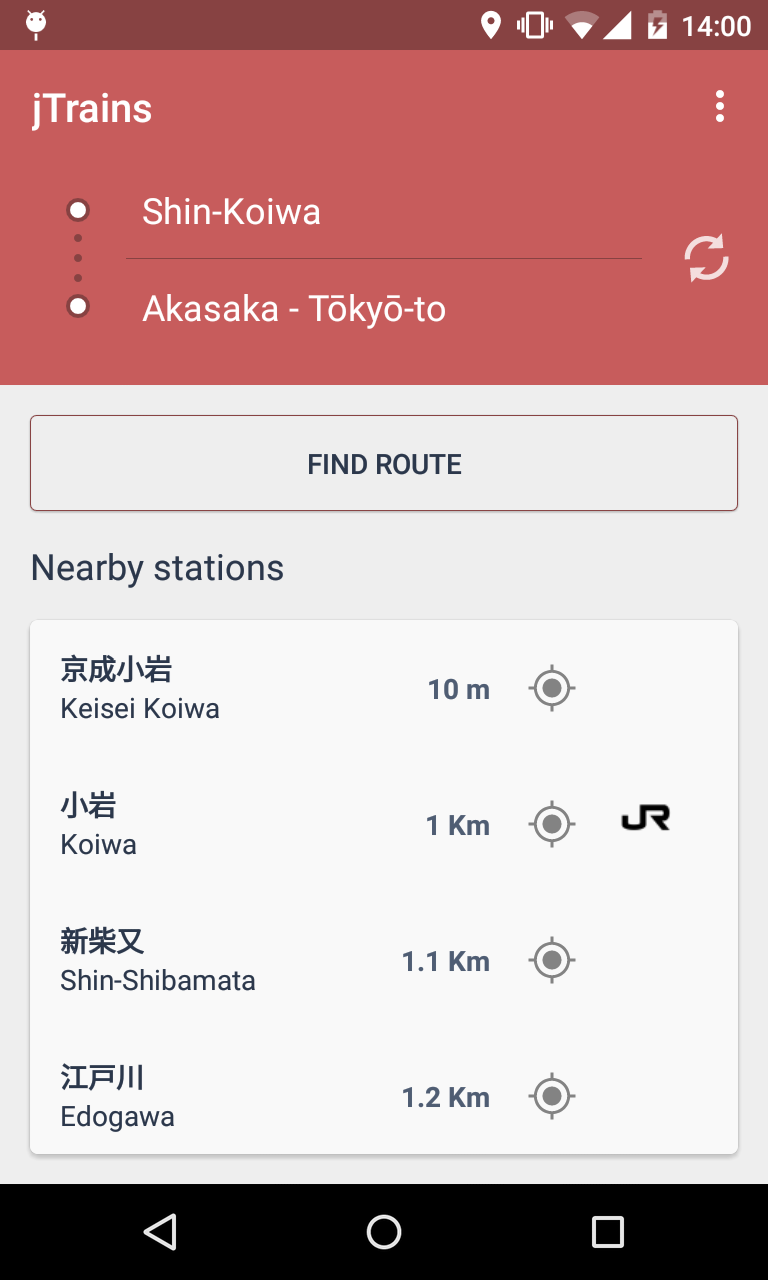 14:00
jTrains
Shin-Koiwa
Akasaka - Tōkyō-to
FIND ROUTE
Nearby stations
京成小岩
Keisei Koiwa
10 m
小岩
Koiwa
1 Km
JR
新柴又
Shin-Shibamata
1.1 Km
江戸川
Edogawa
1.2 Km